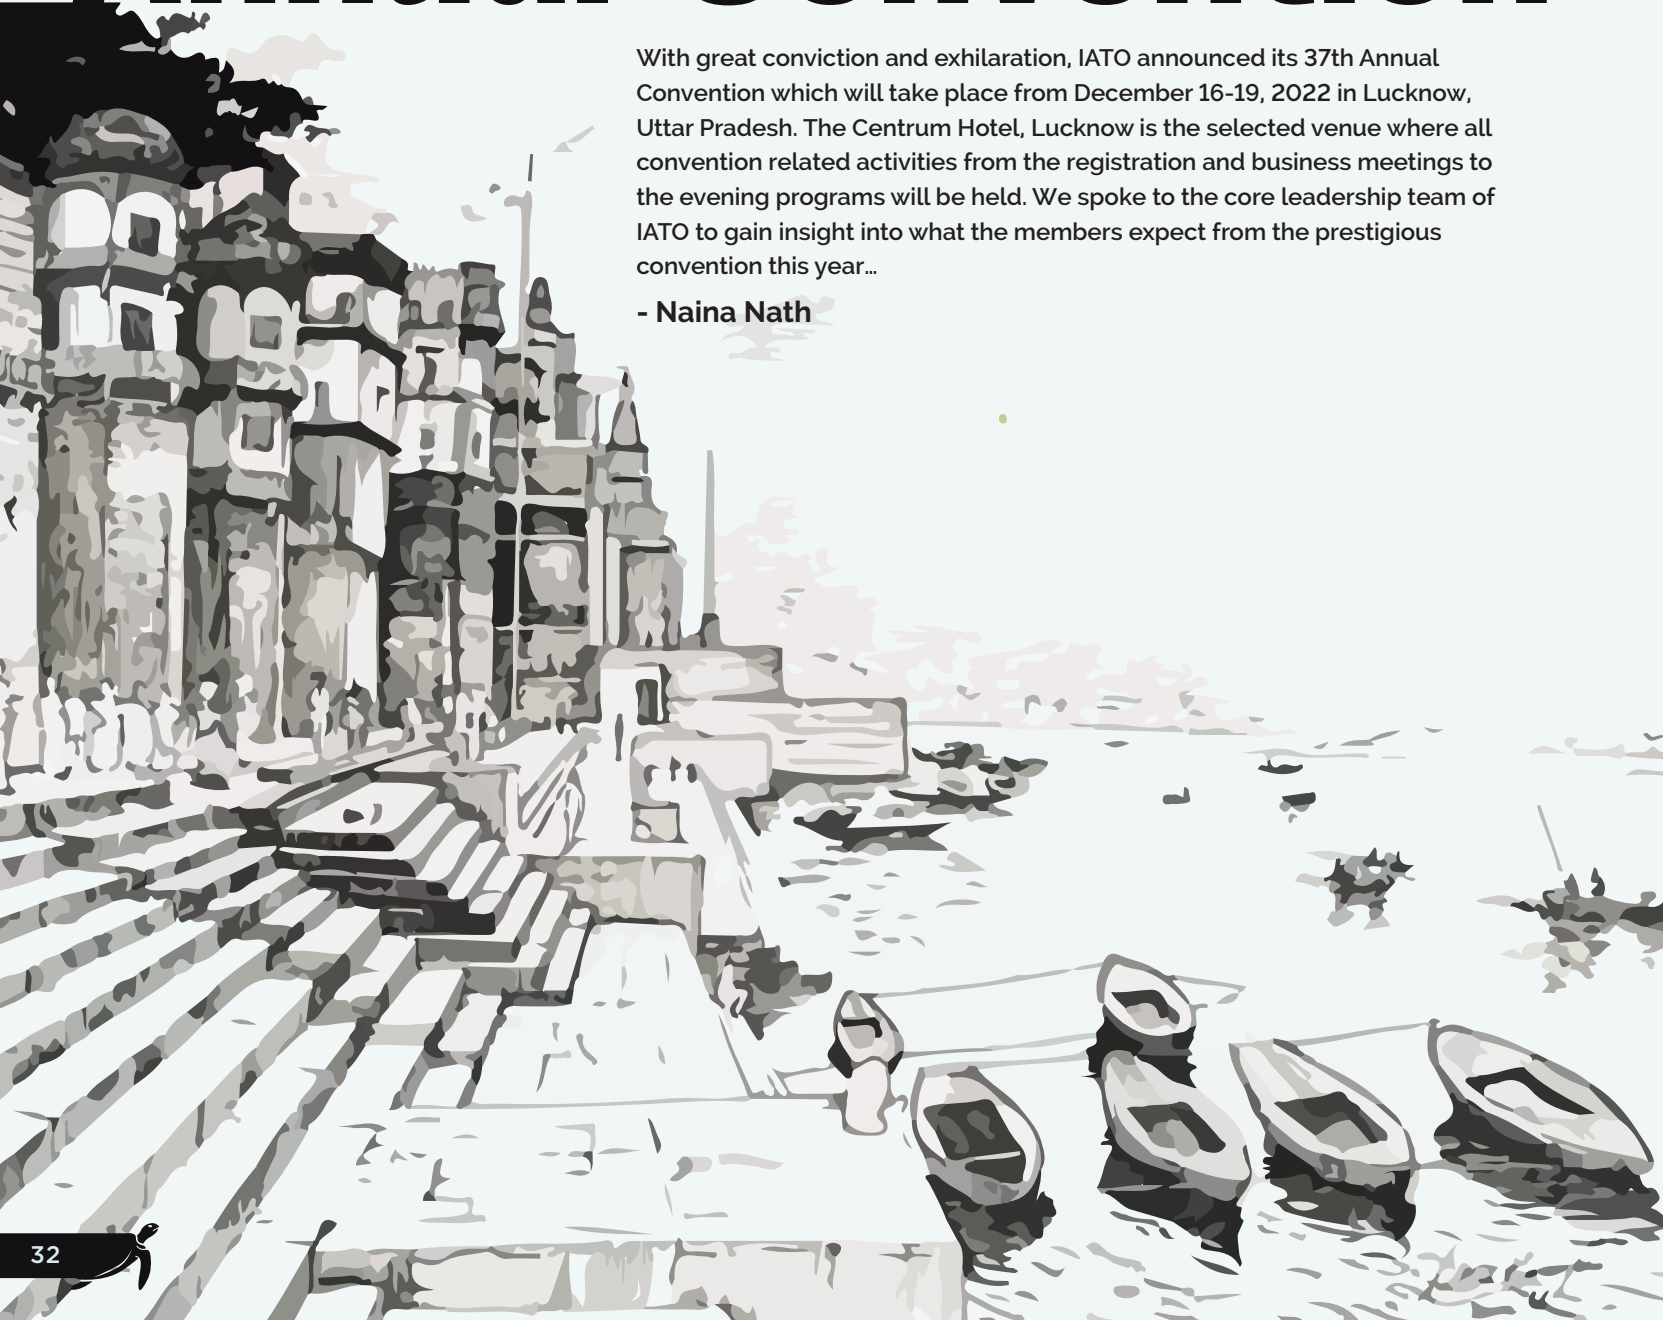 Annual Convention
With great conviction and exhilaration, IATO announced its 37th Annual
Convention which will take place from December 16-19, 2022 in Lucknow,
Uttar Pradesh. The Centrum Hotel, Lucknow is the selected venue where all
convention related activities from the registration and business meetings to
the evening programs will be held. We spoke to the core leadership team of
IATO to gain insight into what the members expect from the prestigious
convention this year…
- Naina Nath
32